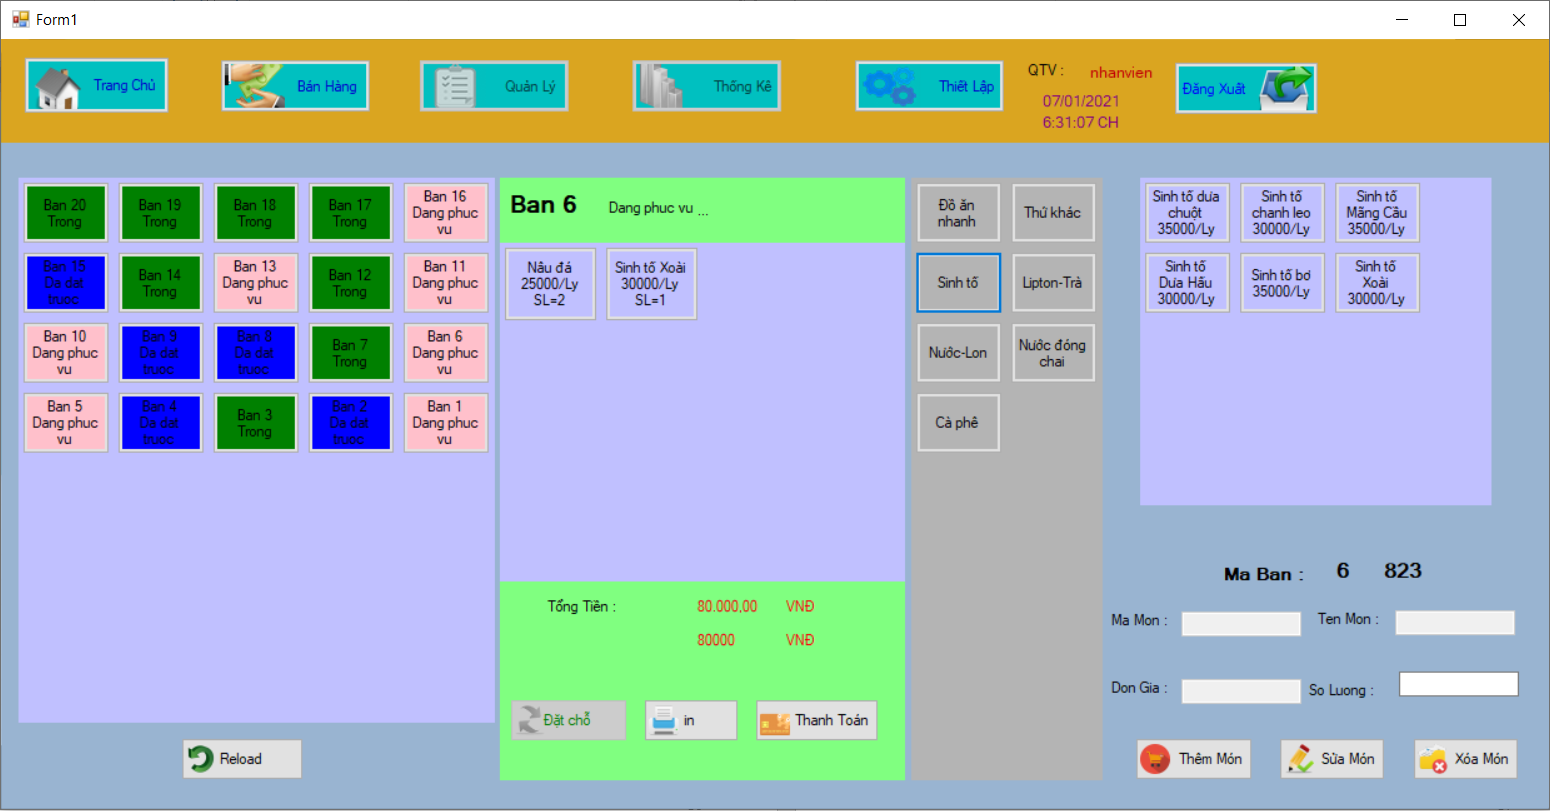 Form1
Trang Chủ
Bán Hàng
Quản Lý
Thống Kê
Thiết Lập
QTV :
nhanvien
07/01/2021
6:31:07 CH
Đăng Xuất
Ban 20
Trong
Ban 19
Trong
Ban 18
Trong
Ban 17
Trong
Ban 16
Dang phuc
vu
Ban 15
Da dat
truoc
Ban 14
Trong
Ban 13
Dang phuc
vu
Ban 12
Trong
Ban 11
Dang phuc
vu
Ban 10
Dang phuc
vu
Ban 9
Da dat
truoc
Ban 8
Da dat
truoc
Ban 7
Trong
Ban 6
Dang phuc
vu
Ban 5
Dang phuc
vu
Ban 4
Da dat
truoc
Ban 3
Trong
Ban 2
Da dat
truoc
Ban 1
Dang phuc
vu
Reload
Ban 6
Dang phuc vu ...
Nâu đá
25000/Ly
SL=2
Sinh tố Xoài
30000/Ly
SL=1
Tổng Tiền :
80.000,00 VNĐ
80000 VNĐ
Đặt chỗ
in
Thanh Toán
Đồ ăn
nhanh
Thứ khác
Sinh tố
Lipton-Trà
Nước-Lon
Nước đóng
chai
Cà phê
Sinh tố dưa
chuột
35000/Ly
Sinh tố
chanh leo
30000/Ly
Sinh tố
Mãng Cầu
35000/Ly
Sinh tố
Dưa Hấu
30000/Ly
Sinh tố bơ
35000/Ly
Sinh tố
Xoài
30000/Ly
Ma Ban : 6 823
Ma Mon :
Ten Mon :
Don Gia :
So Luong :
Thêm Món
Sửa Món
Xóa Món